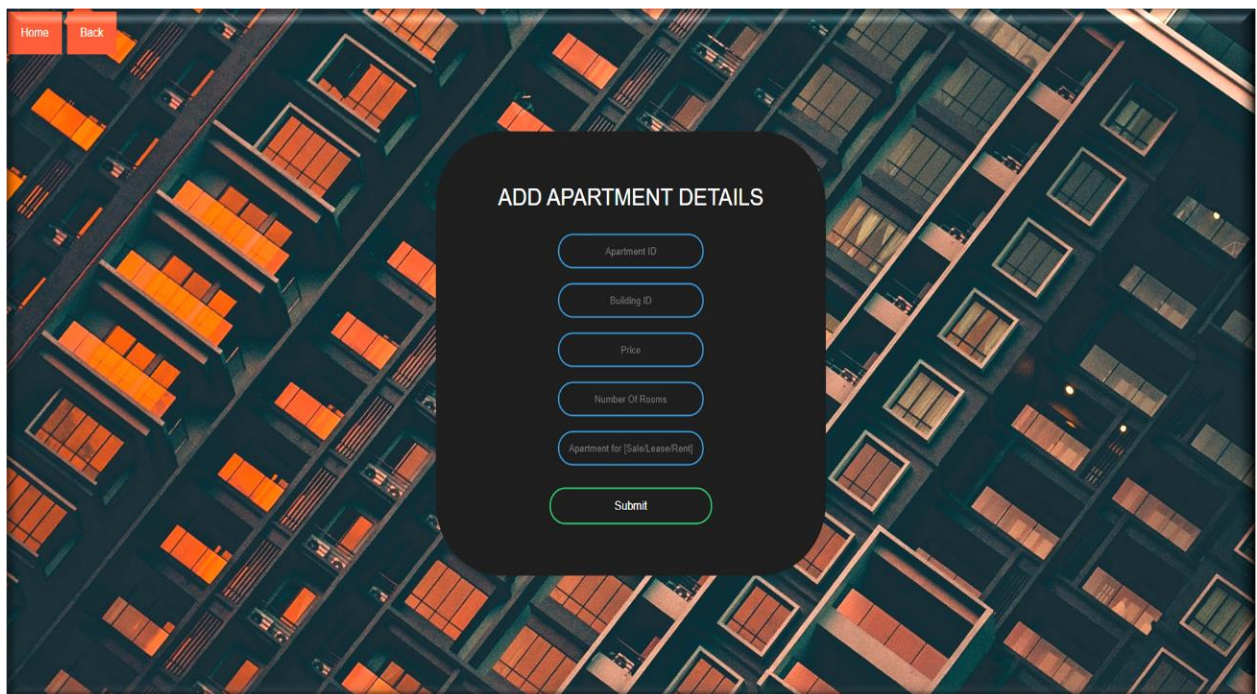 Home Back
ADD APARTMENT DETAILS
Apartment ID
Building ID
Price
Number Of Rooms
Apartment for [Sale/Lease/Rent]
Submit